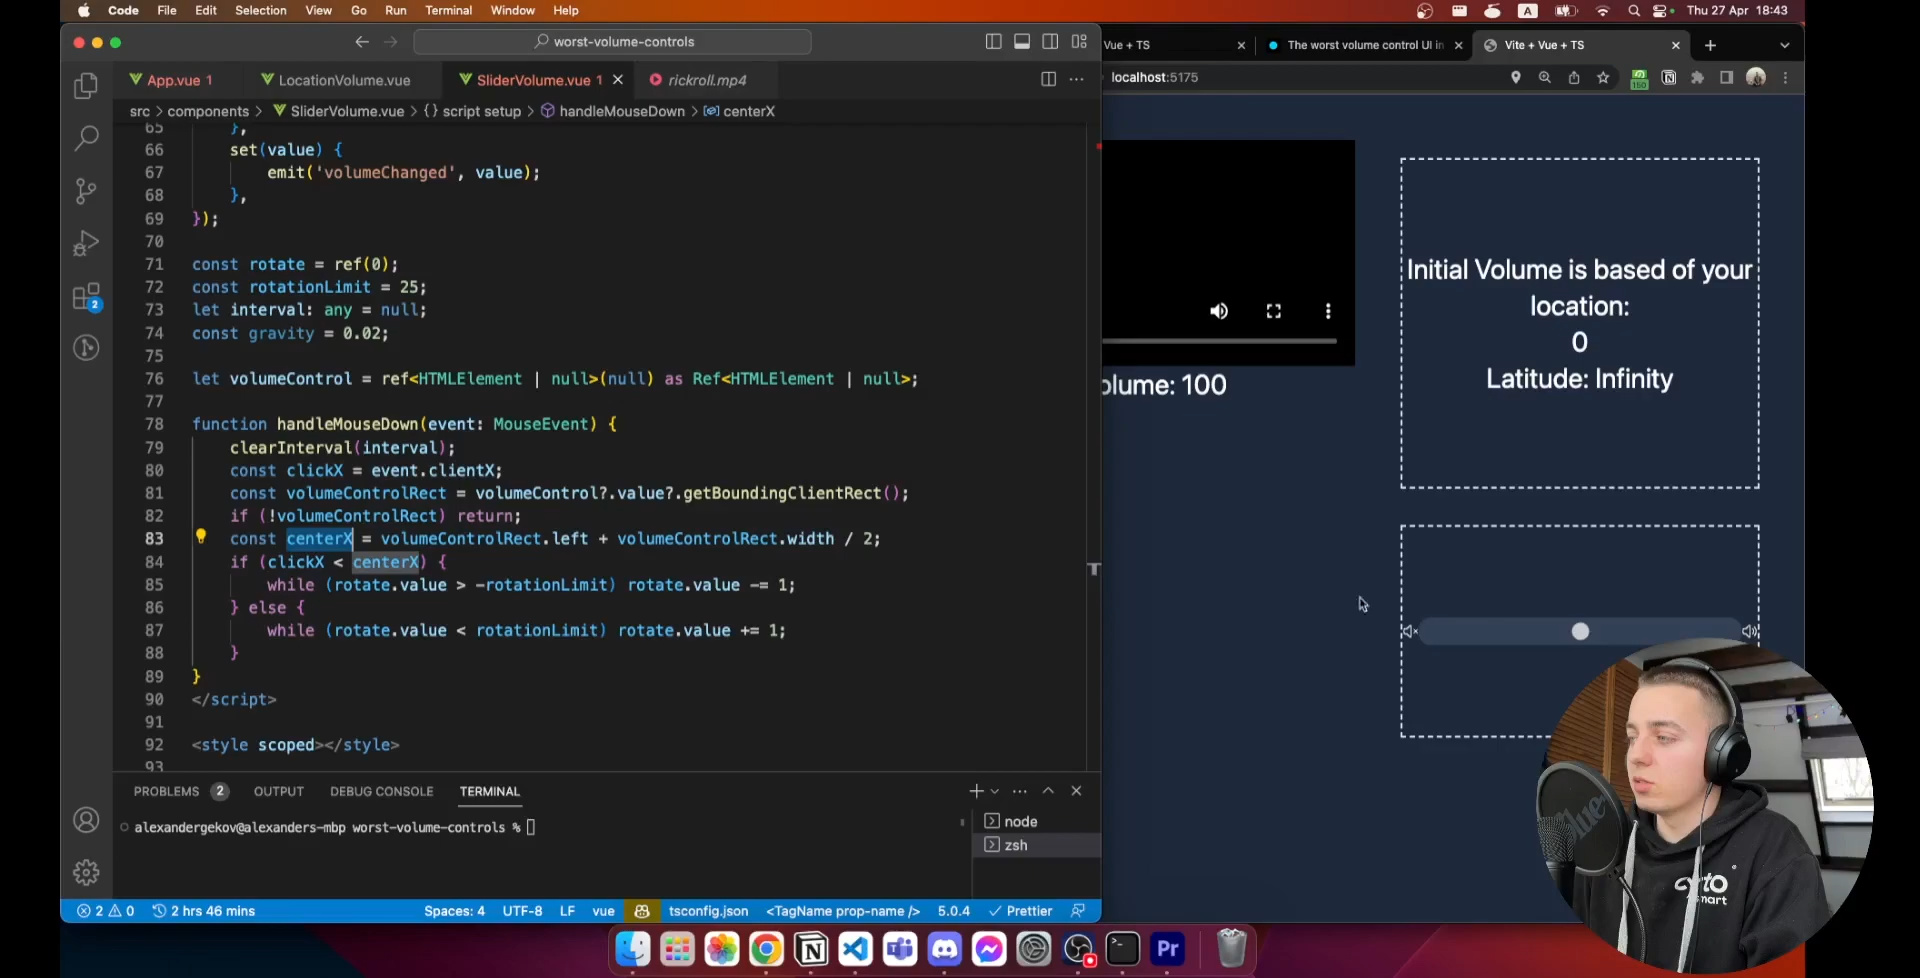 Code File Edit Selection View Go Run Terminal Window Help
A
Thu 27 Apr 18:43
worst-volume-controls
App.vue 1
LocationVolume.vue
SliderVolume.vue 1
rickroll.mp4
src > components > SliderVolume.vue > {} script setup > handleMouseDown > centerX
65 },
66 set(value) {
67 emit('volumeChanged', value);
68 },
69 });
70
71 const rotate = ref(0);
72 const rotationLimit = 25;
73 let interval: any = null;
74 const gravity = 0.02;
75
76 let volumeControl = ref<HTMLElement | null>(null) as Ref<HTMLElement | null>;
77
78 function handleMouseDown(event: MouseEvent) {
79 clearInterval(interval);
80 const clickX = event.clientX;
81 const volumeControlRect = volumeControl?.value?.getBoundingClientRect();
82 if (!volumeControlRect) return;
83 const centerX = volumeControlRect.left + volumeControlRect.width / 2;
84 if (clickX < centerX) {
85 while (rotate.value > -rotationLimit) rotate.value -= 1;
86 } else {
87 while (rotate.value < rotationLimit) rotate.value += 1;
88 }
89 }
90 </script>
91
92 <style scoped></style>
93
2
PROBLEMS 2 OUTPUT DEBUG CONSOLE TERMINAL
alexandergekov@alexanders-mbp worst-volume-controls %
node
zsh
2 0 2 hrs 46 mins Spaces: 4 UTF-8 LF vue tsconfig.json <TagName prop-name /> 5.0.4 Prettier
Vue + TS
The worst volume control UI in
Vite + Vue + TS
localhost:5175
150
olume: 100
Initial Volume is based of your
location:
0
Latitude: Infinity
Blue
smart
Pr